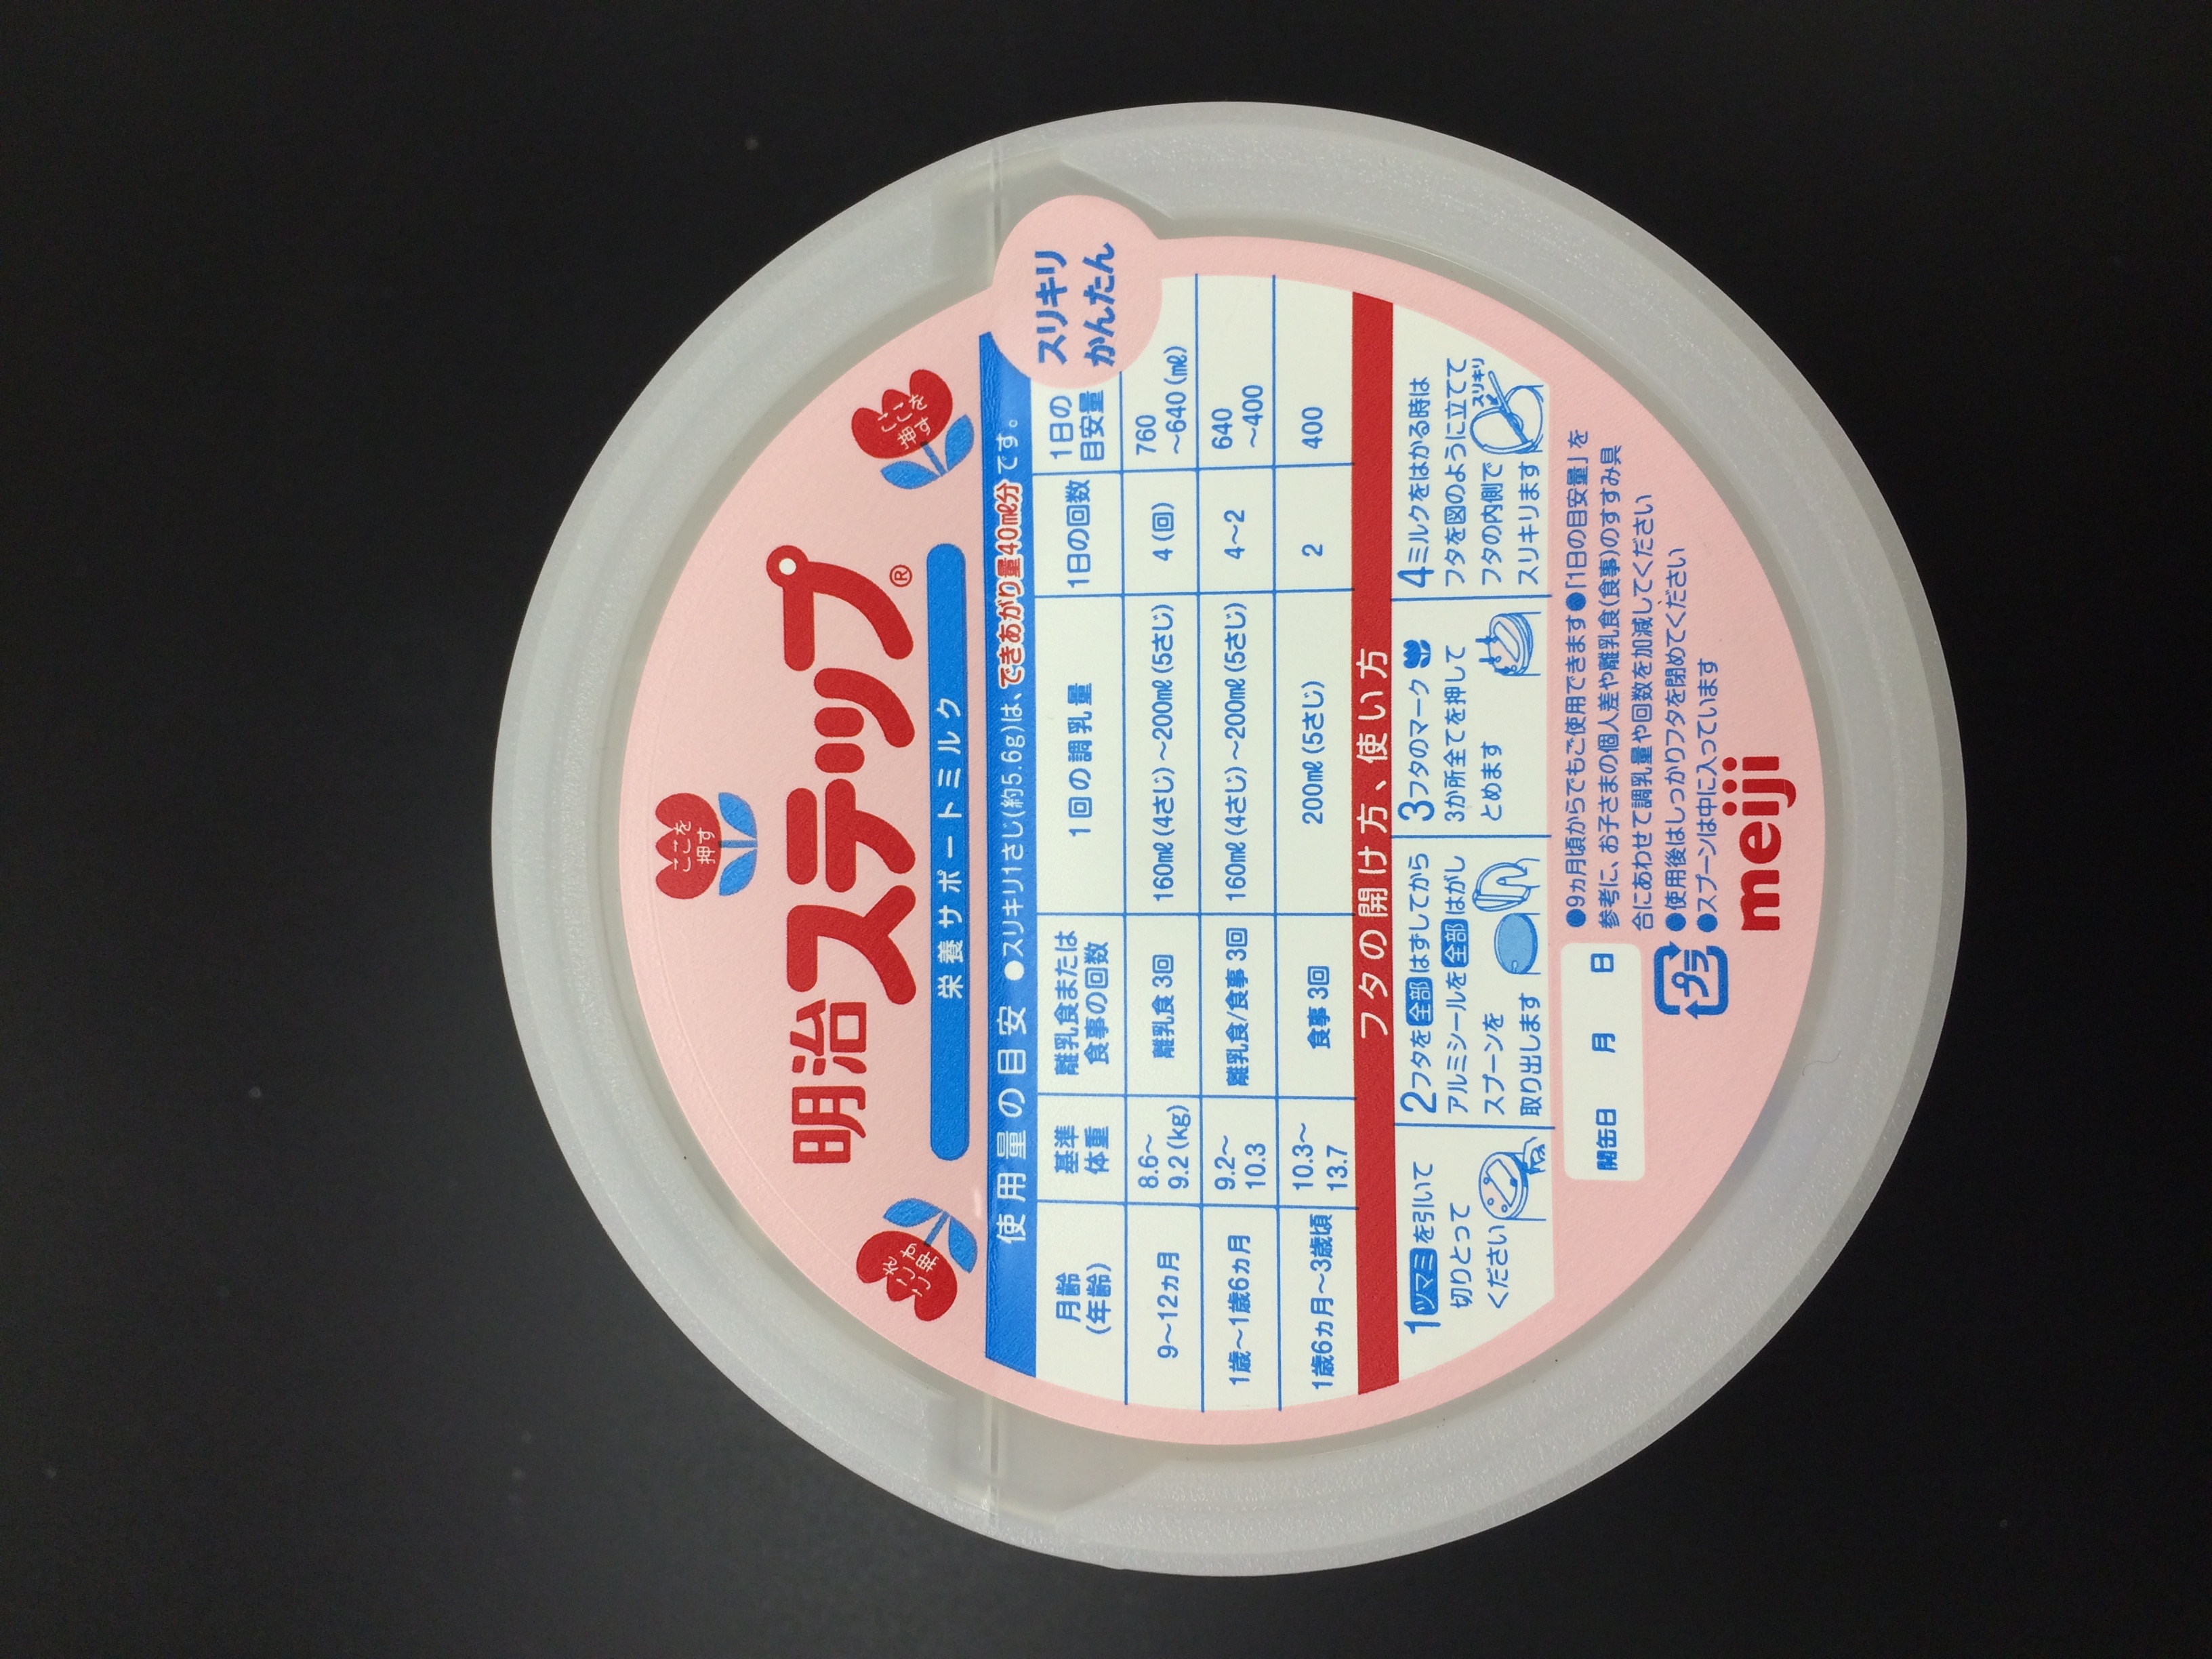 ここを
押す
ここを
押す
ここを
押す
明治ステップ®
栄養サポートミルク
使用量の目安 ●スリキリ1さじ(約5.6g)は、できあがり量40㎖分です。
スリキリ
かんたん
月齢
(年齢)
基準
体重
離乳食または
食事の回数
1回の調乳量
1日の回数
1日の
目安量
9〜12ヵ月
8.6〜
9.2(kg)
離乳食 3回
160㎖(4さじ)〜200㎖(5さじ)
4(回)
760
〜640(㎖)
1歳〜1歳6ヵ月
9.2〜
10.3
離乳食/食事 3回
160㎖(4さじ)〜200㎖(5さじ)
4〜2
640
〜400
1歳6ヵ月〜3歳頃
10.3〜
13.7
食事 3回
200㎖(5さじ)
2
400
フタの開け方、使い方
1ツマミを引いて
切りとって
ください
2フタを全部はずしてから
アルミシールを全部はがし
スプーンを
取り出します
3フタのマーク
3か所全てを押して
とめます
4ミルクをはかる時は
フタを図のように立てて
フタの内側で
スリキリます
スリキリ
開缶日 月 日
●9ヵ月頃からでもご使用できます●「1日の目安量」を
参考に、お子さまの個人差や離乳食(食事)のすすみ具
合にあわせて調乳量や回数を加減してください
●使用後はしっかりフタを閉めてください
●スプーンは中に入っています
プラ
meiji